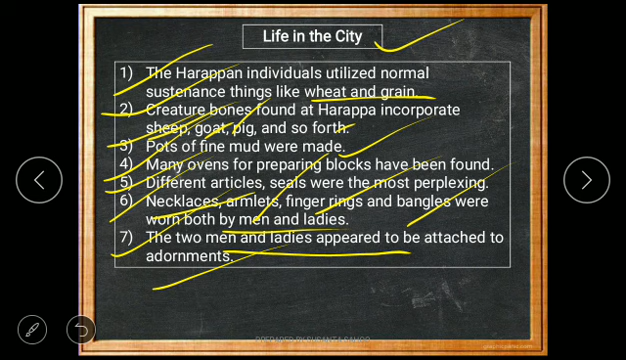 Life in the City
1) The Harappan individuals utilized normal
sustenance things like wheat and grain.
2) Creature bones found at Harappa incorporate
sheep, goat, pig, and so forth.
3) Pots of fine mud were made.
4) Many ovens for preparing blocks have been found.
5) Different articles, seals were the most perplexing.
6) Necklaces, armlets, finger rings and bangles were
worn both by men and ladies.
7) The two men and ladies appeared to be attached to
adornments.